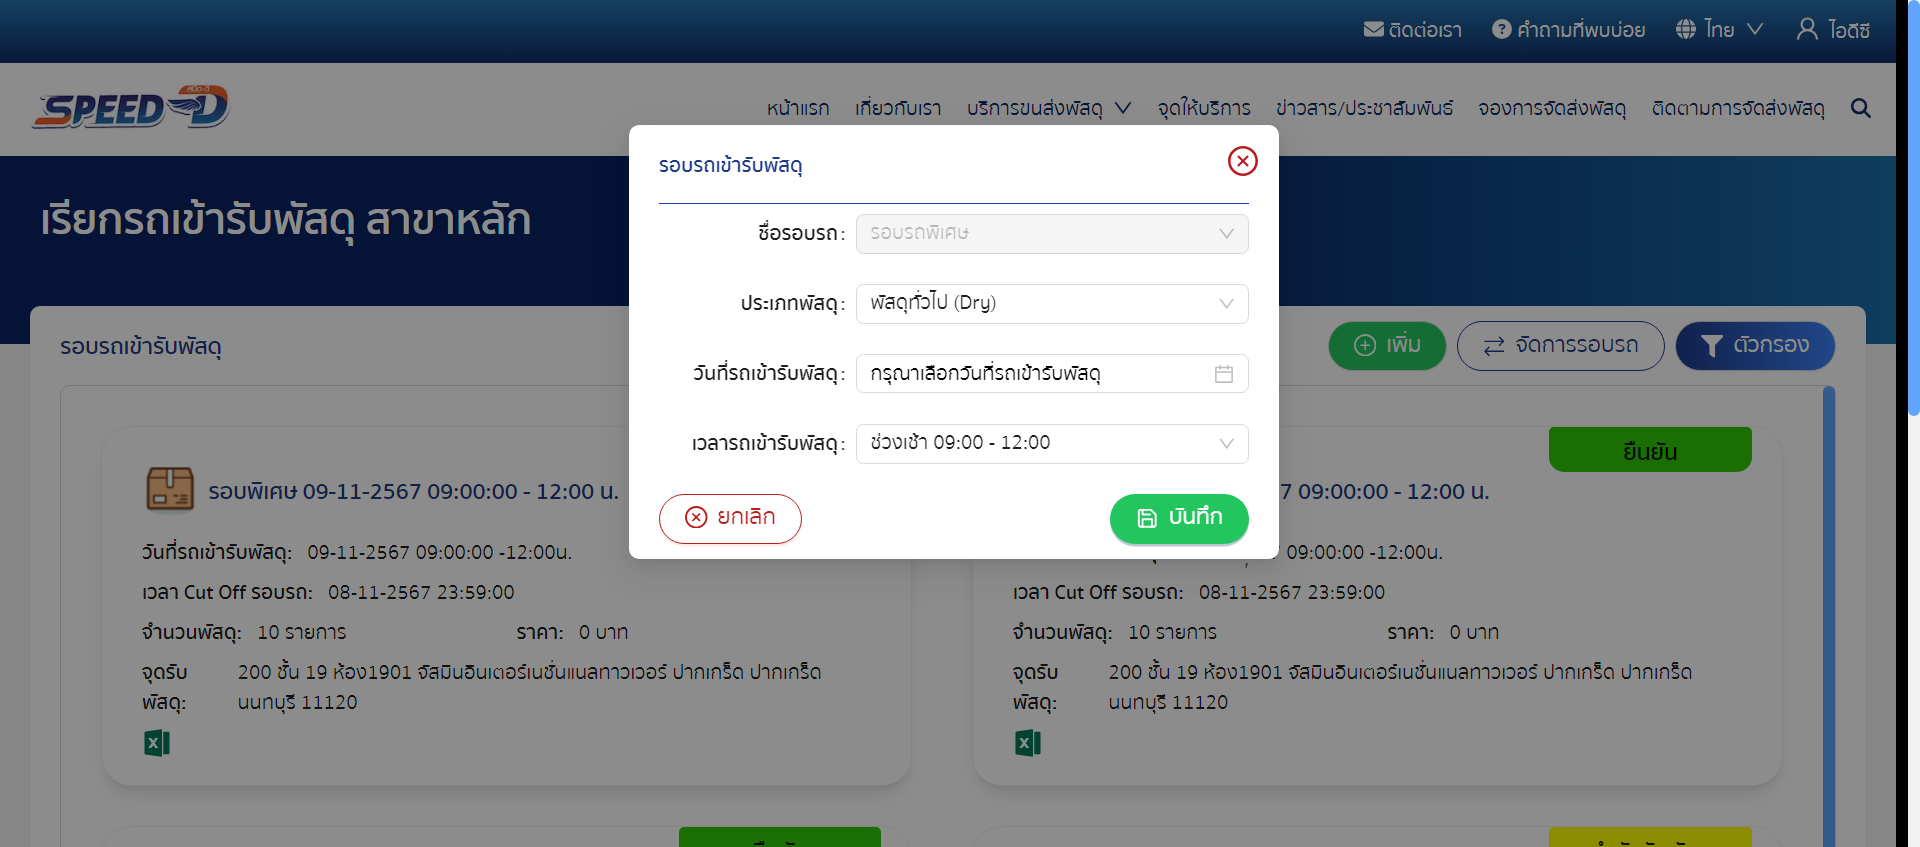 ติดต่อเรา คำถามที่พบบ่อย ไทย ไอดีซี
SPEED-D
หน้าแรก เกี่ยวกับเรา บริการขนส่งพัสดุ จุดให้บริการ ข่าวสาร/ประชาสัมพันธ์ จองการจัดส่งพัสดุ ติดตามการจัดส่งพัสดุ
เรียกรถเข้ารับพัสดุ สาขาหลัก
รอบรถเข้ารับพัสดุ
ชื่อรอบรถ: รอบรถพิเศษ
ประเภทพัสดุ: พัสดุทั่วไป (Dry)
วันที่รถเข้ารับพัสดุ: กรุณาเลือกวันที่รถเข้ารับพัสดุ
เวลารถเข้ารับพัสดุ: ช่วงเช้า 09:00 - 12:00
ยกเลิก บันทึก
รอบรถเข้ารับพัสดุ เพิ่ม จัดการรอบรถ ตัวกรอง
รอบพิเศษ 09-11-2567 09:00:00 - 12:00 น.
วันที่รถเข้ารับพัสดุ: 09-11-2567 09:00:00 -12:00น.
เวลา Cut Off รอบรถ: 08-11-2567 23:59:00
จำนวนพัสดุ: 10 รายการ ราคา: 0 บาท
จุดรับ 200 ชั้น 19 ห้อง1901 จัสมินอินเตอร์เนชั่นแนลทาวเวอร์ ปากเกร็ด ปากเกร็ด
พัสดุ: นนทบุรี 11120
ยืนยัน
7 09:00:00 - 12:00 น.
09:00:00 -12:00น.
เวลา Cut Off รอบรถ: 08-11-2567 23:59:00
จำนวนพัสดุ: 10 รายการ ราคา: 0 บาท
จุดรับ 200 ชั้น 19 ห้อง1901 จัสมินอินเตอร์เนชั่นแนลทาวเวอร์ ปากเกร็ด ปากเกร็ด
พัสดุ: นนทบุรี 11120